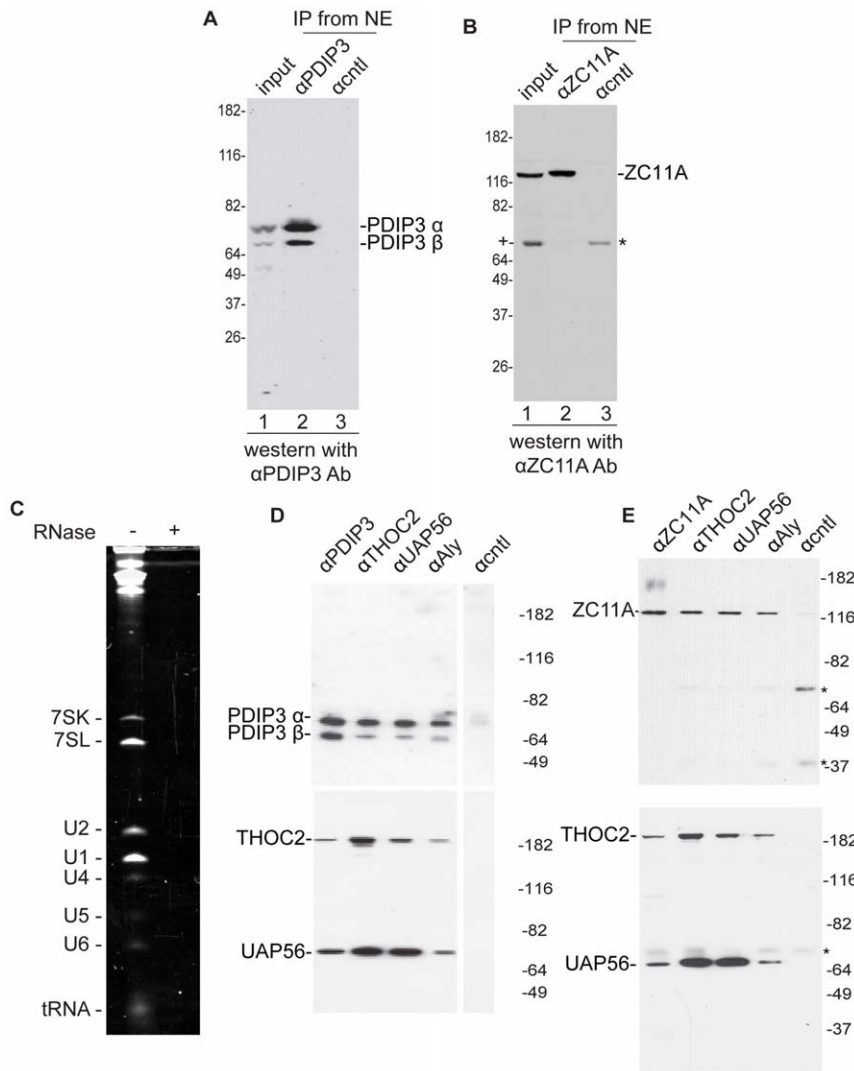 A
IP from NE
input αPDIP3 αcntl
182-
116-
82-
64-
49-
37-
26-
-PDIP3 α
-PDIP3 β
1 2 3
western with
αPDIP3 Ab
B
IP from NE
input αZC11A αcntl
182-
116-
82-
+-
64-
49-
37-
26-
-ZC11A
*
1 2 3
western with
αZC11A Ab
C
RNase - +
7SK -
7SL -
U2 -
U1 -
U4 -
U5 -
U6 -
tRNA -
D
αPDIP3 αTHOC2 αUAP56 αAly αcntl
PDIP3 α-
PDIP3 β-
-182
-116
-82
-64
-49
THOC2-
UAP56-
-182
-116
-82
-64
-49
E
αZC11A αTHOC2 αUAP56 αAly αcntl
ZC11A-
-182
-116
-82
*
-64
-49
*-37
THOC2-
UAP56-
-182
-116
-82
*
-64
-49
-37